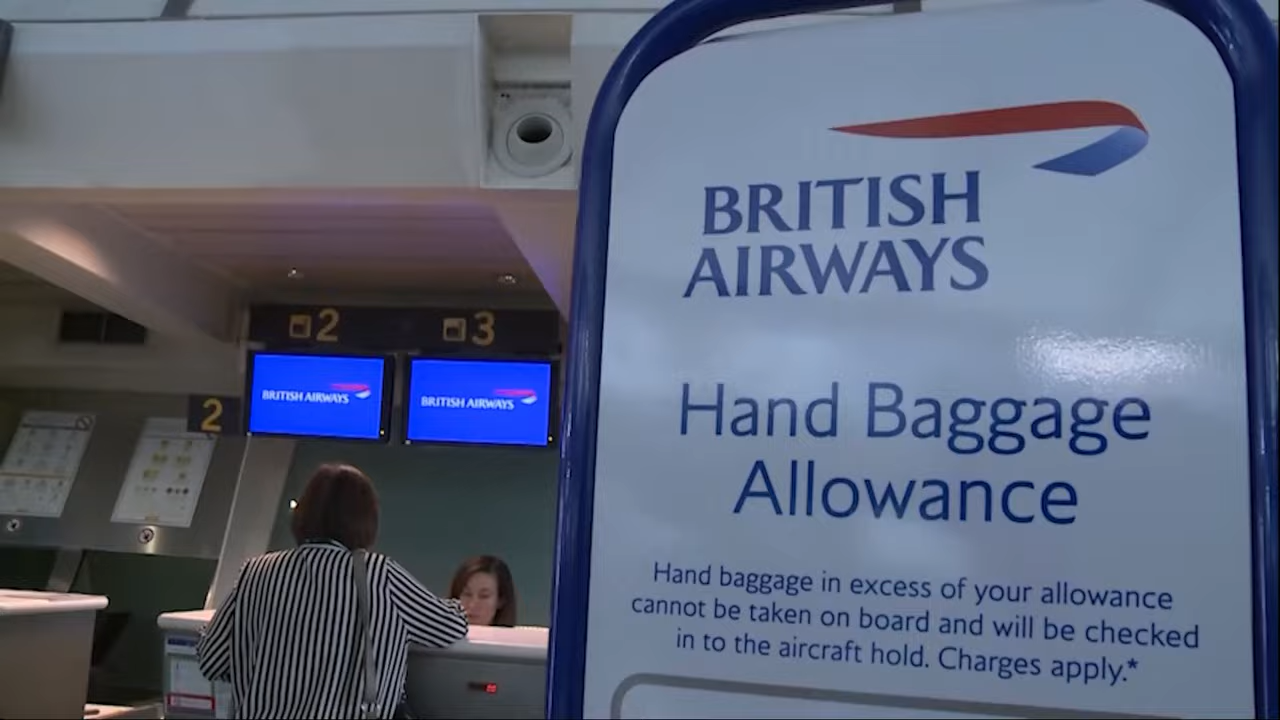 BRITISH
AIRWAYS
Hand Baggage
Allowance
Hand baggage in excess of your allowance
cannot be taken on board and will be checked
in to the aircraft hold. Charges apply.*
2
3
2
BRITISH AIRWAYS
BRITISH AIRWAYS